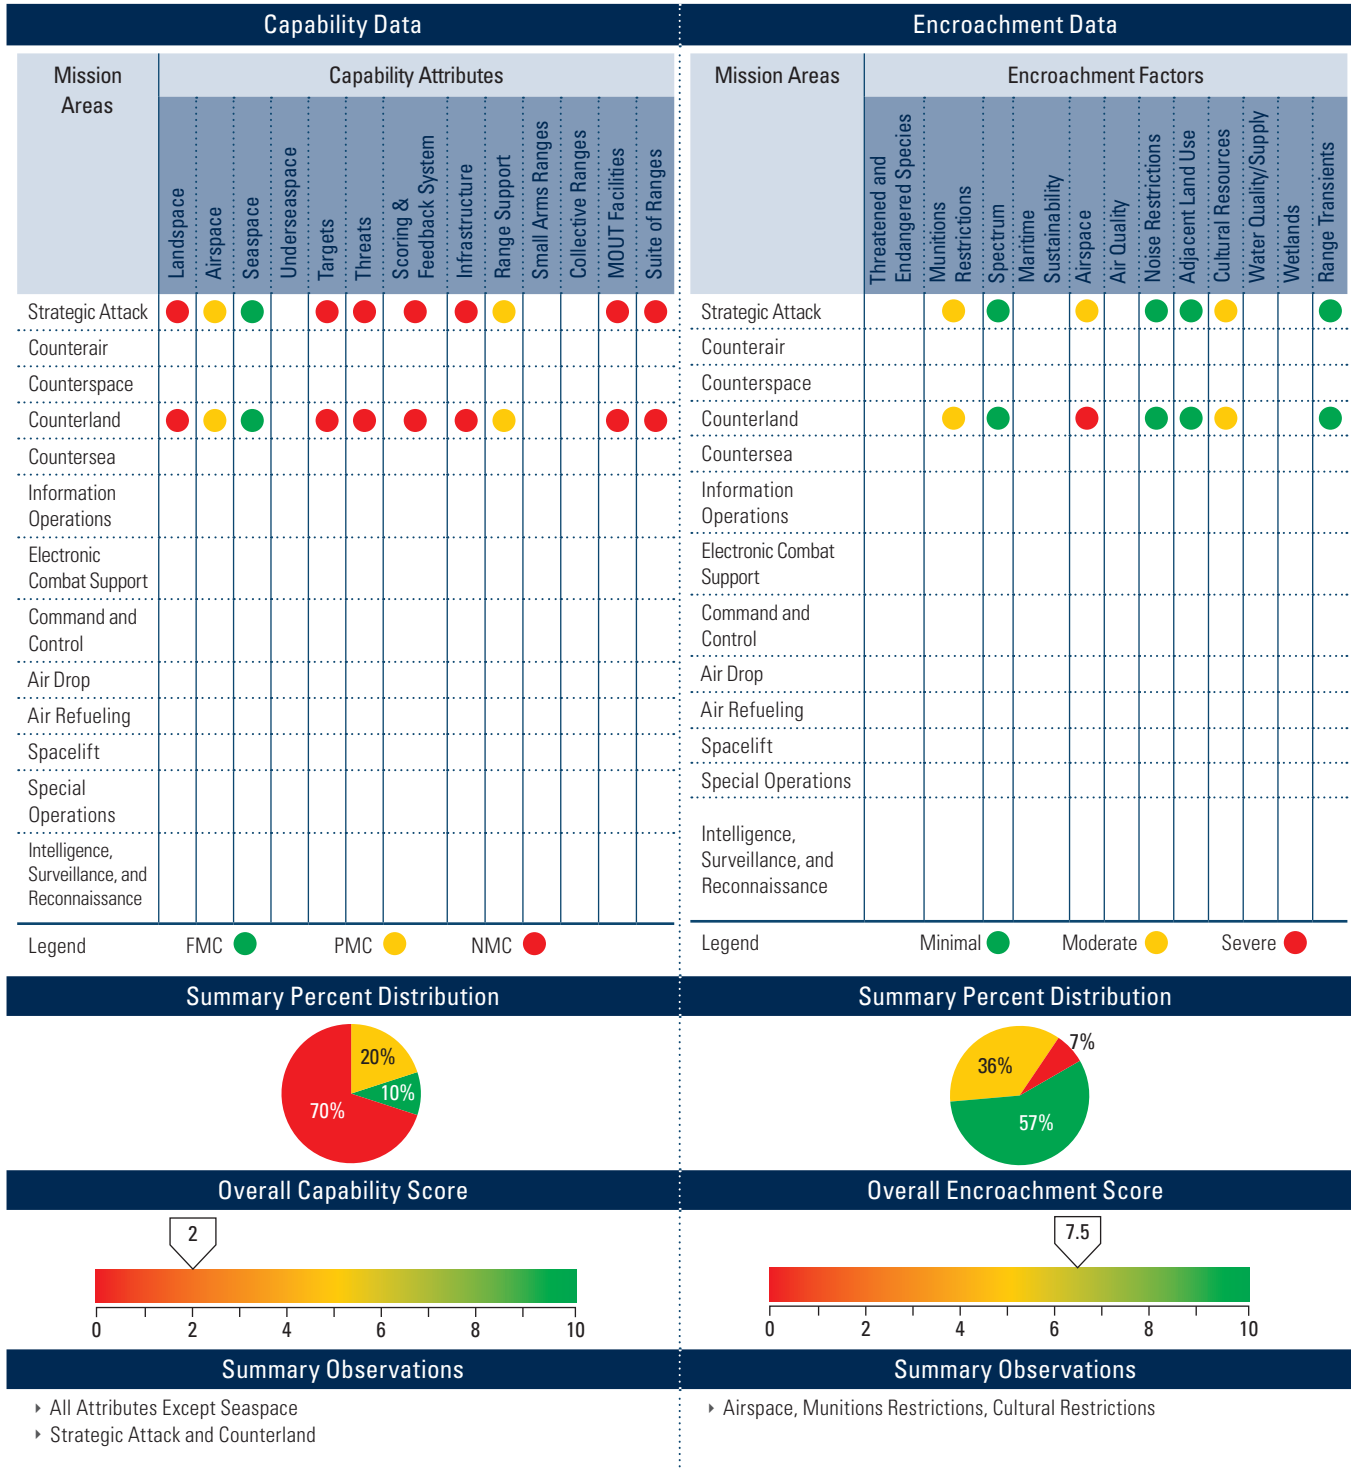 Capability Data
Mission
Areas
Capability Attributes
Landspace
Airspace
Seaspace
Underseaspace
Targets
Threats
Scoring &
Feedback System
Infrastructure
Range Support
Small Arms Ranges
Collective Ranges
MOUT Facilities
Suite of Ranges
Strategic Attack
Counterair
Counterspace
Counterland
Countersea
Information
Operations
Electronic
Combat Support
Command and
Control
Air Drop
Air Refueling
Spacelift
Special
Operations
Intelligence,
Surveillance, and
Reconnaissance
Legend FMC PMC NMC
Summary Percent Distribution
20%
10%
70%
Overall Capability Score
2
0 2 4 6 8 10
Summary Observations
‣ All Attributes Except Seaspace
‣ Strategic Attack and Counterland
Encroachment Data
Mission Areas
Encroachment Factors
Threatened and
Endangered Species
Munitions
Restrictions
Spectrum
Maritime
Sustainability
Airspace
Air Quality
Noise Restrictions
Adjacent Land Use
Cultural Resources
Water Quality/Supply
Wetlands
Range Transients
Strategic Attack
Counterair
Counterspace
Counterland
Countersea
Information
Operations
Electronic Combat
Support
Command and
Control
Air Drop
Air Refueling
Spacelift
Special Operations
Intelligence,
Surveillance, and
Reconnaissance
Legend Minimal Moderate Severe
Summary Percent Distribution
7%
36%
57%
Overall Encroachment Score
7.5
0 2 4 6 8 10
Summary Observations
‣ Airspace, Munitions Restrictions, Cultural Restrictions